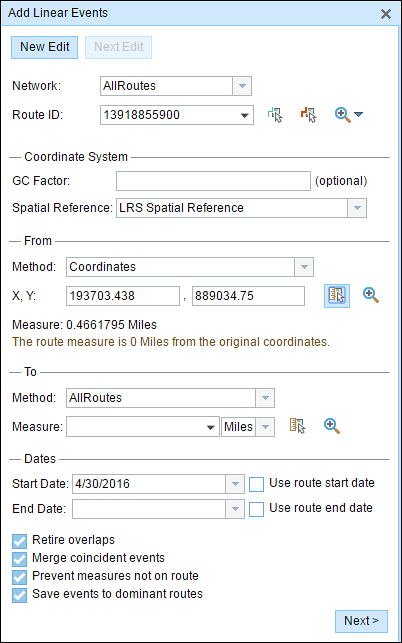 Add Linear Events
New Edit Next Edit
Network: AllRoutes
Route ID: 13918855900
Coordinate System
GC Factor: (optional)
Spatial Reference: LRS Spatial Reference
From
Method: Coordinates
X, Y: 193703.438 , 889034.75
Measure: 0.4661795 Miles
The route measure is 0 Miles from the original coordinates.
To
Method: AllRoutes
Measure: Miles
Dates
Start Date: 4/30/2016 Use route start date
End Date: Use route end date
Retire overlaps
Merge coincident events
Prevent measures not on route
Save events to dominant routes
Next >